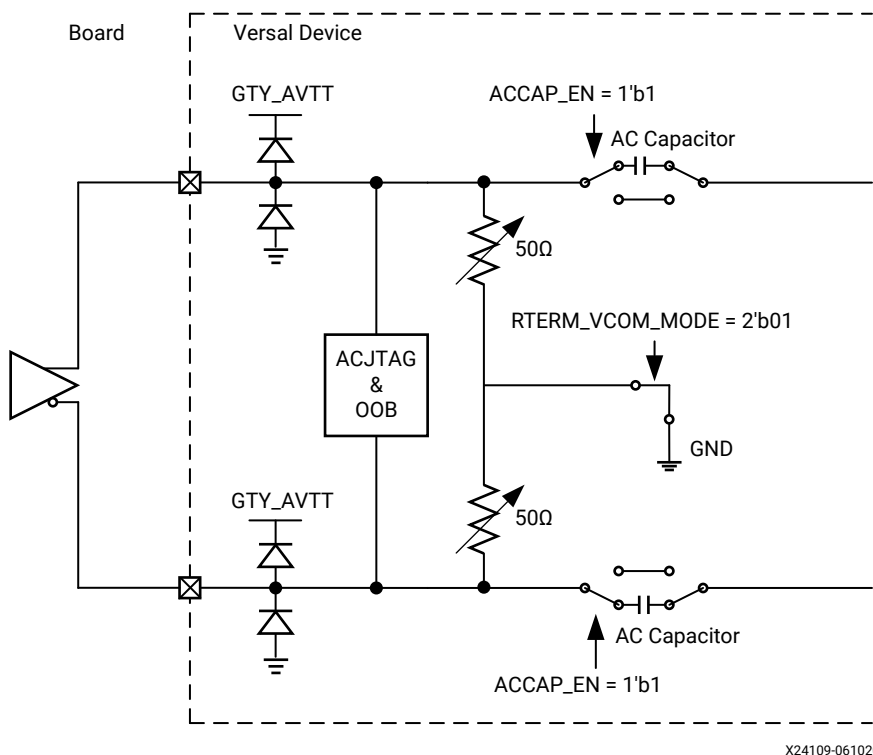 Board
Versal Device
GTY_AVTT
ACCAP_EN = 1'b1
AC Capacitor
50Ω
RTERM_VCOM_MODE = 2'b01
ACJTAG
&
OOB
GND
GTY_AVTT
50Ω
AC Capacitor
ACCAP_EN = 1'b1
X24109-06102